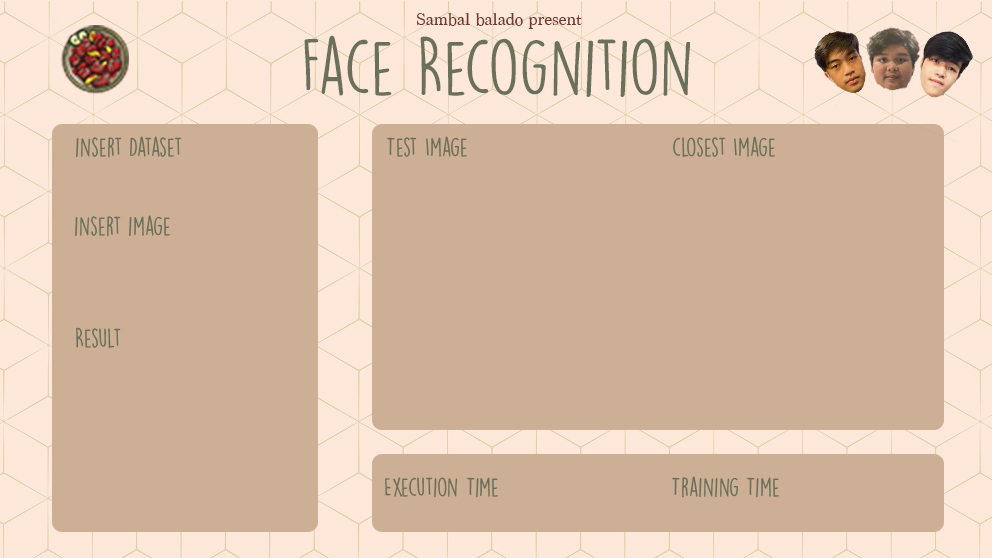 Sambal balado present
FACE RECOGNITION
INSERT DATASET
INSERT IMAGE
RESULT
TEST IMAGE
CLOSEST IMAGE
EXECUTION TIME
TRAINING TIME